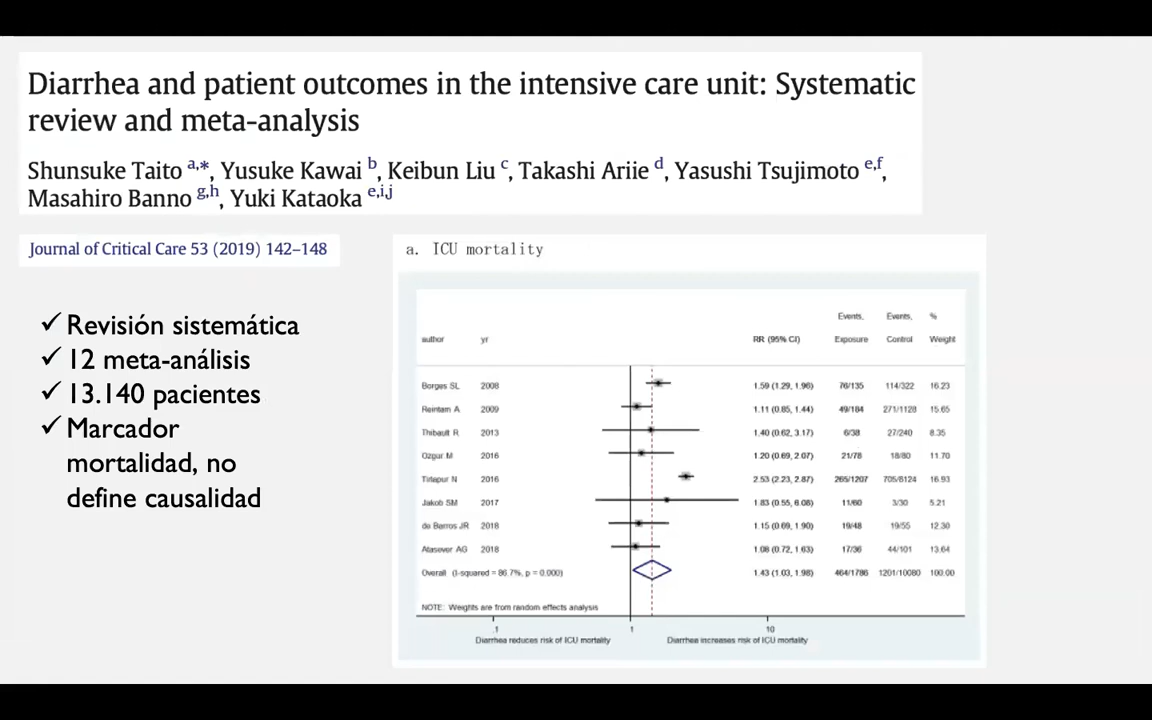 Diarrhea and patient outcomes in the intensive care unit: Systematic
review and meta-analysis
Shunsuke Taito a,*, Yusuke Kawai b, Keibun Liu c, Takashi Ariie d, Yasushi Tsujimoto e,f,
Masahiro Banno g,h, Yuki Kataoka e,i,j
Journal of Critical Care 53 (2019) 142–148
✓ Revisión sistemática
✓ 12 meta-análisis
✓ 13.140 pacientes
✓ Marcador
mortalidad, no
define causalidad
a. ICU mortality
Events, Events, %
author yr RR (95% CI) Exposure Control Weight
Borges SL 2008 1.59 (1.29, 1.96) 76/135 114/322 16.23
Reintam A 2009 1.11 (0.85, 1.44) 49/184 271/1128 15.65
Thibault R 2013 1.40 (0.62, 3.17) 6/38 27/240 8.35
Ozgur M 2016 1.20 (0.69, 2.07) 21/78 18/80 11.70
Tirlapur N 2016 2.53 (2.23, 2.87) 265/1207 705/8124 16.93
Jakob SM 2017 1.83 (0.55, 6.08) 11/60 3/30 5.21
de Barros JR 2018 1.15 (0.69, 1.90) 19/48 19/55 12.30
Atasever AG 2018 1.08 (0.72, 1.63) 17/36 44/101 13.64
Overall (I-squared = 86.7%, p = 0.000) 1.43 (1.03, 1.98) 464/1786 1201/10080 100.00
NOTE: Weights are from random effects analysis
.1 1 10
Diarrhea reduces risk of ICU mortality Diarrhea increases risk of ICU mortality